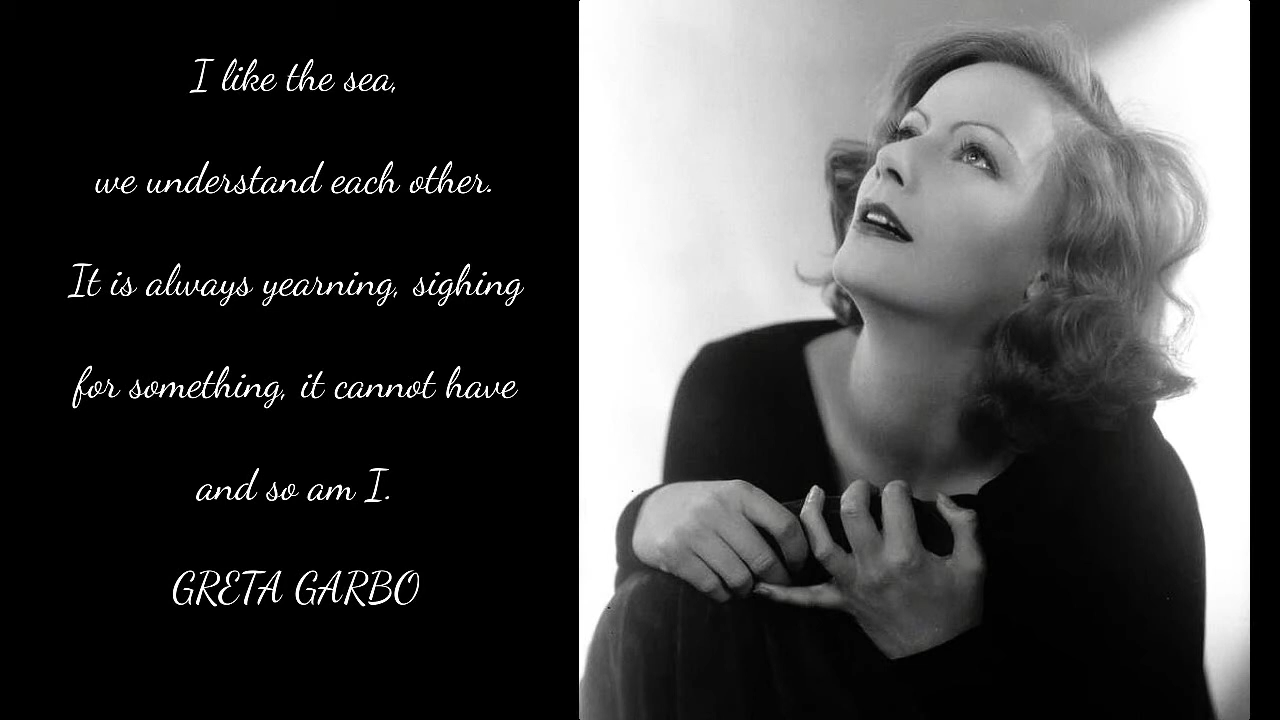 I like the sea,
we understand each other.
It is always yearning, sighing
for something, it cannot have
and so am I.
GRETA GARBO